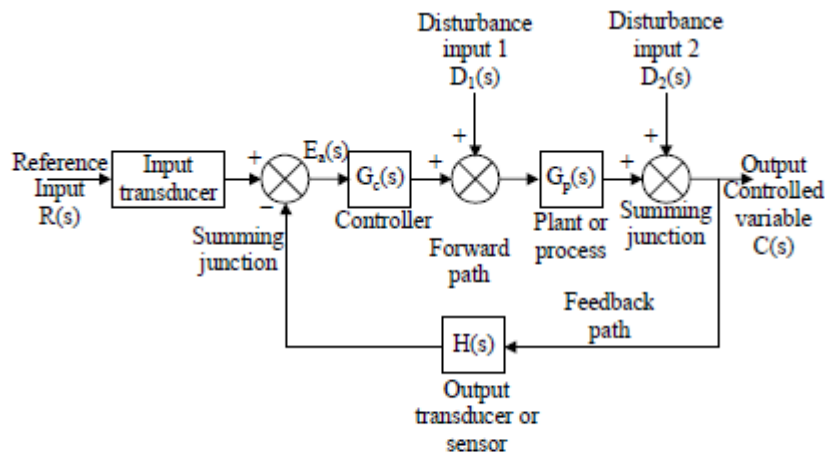 Disturbance
input 1
D₁(s)
Disturbance
input 2
D₂(s)
Reference
Input
R(s)
Input
transducer
+
−
Eₐ(s)
G꜀(s)
Controller
+
+
Gₚ(s)
Plant or
process
+
+
Output
Controlled
variable
C(s)
Summing
junction
Summing
junction
Forward
path
Feedback
path
H(s)
Output
transducer or
sensor